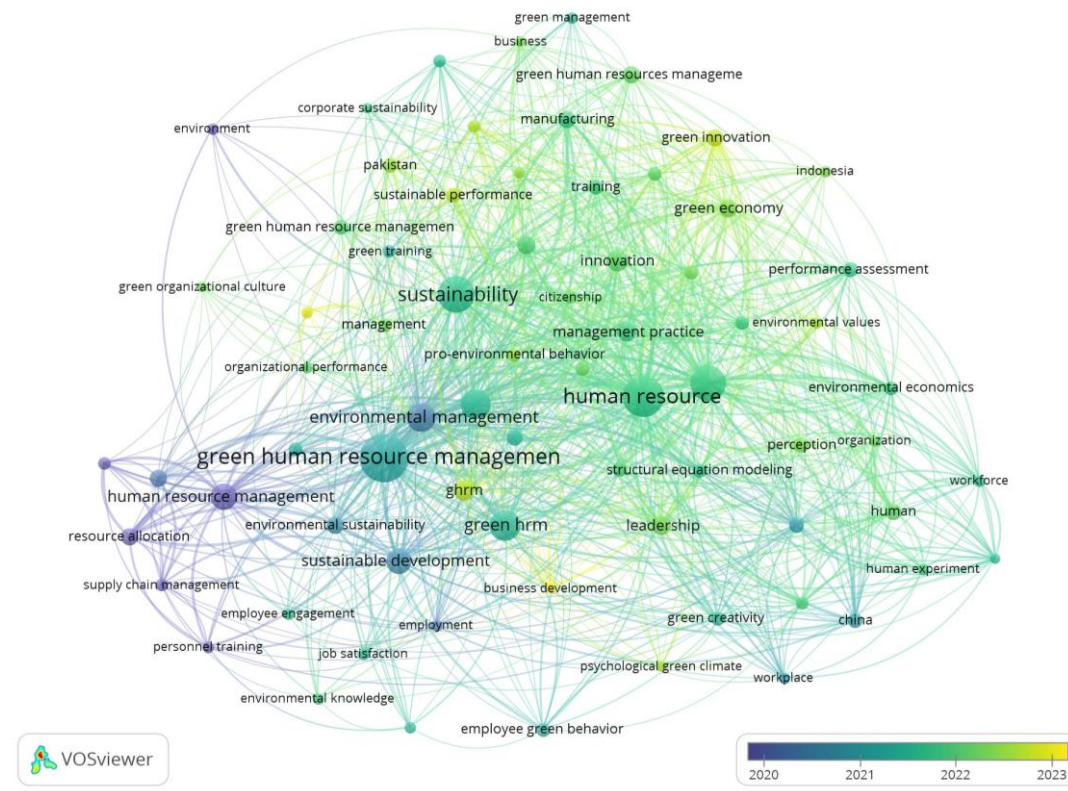 green management
business
green human resources manageme
corporate sustainability
manufacturing
environment
green innovation
pakistan
indonesia
sustainable performance
training
green economy
green human resource managemen
green training
innovation
performance assessment
green organizational culture
sustainability
citizenship
management
management practice
environmental values
pro-environmental behavior
organizational performance
environmental economics
human resource
environmental management
perception
organization
green human resource managemen
structural equation modeling
workforce
ghrm
human resource management
human
environmental sustainability
green hrm
leadership
resource allocation
sustainable development
human experiment
supply chain management
business development
employee engagement
employment
green creativity
china
personnel training
job satisfaction
psychological green climate
workplace
environmental knowledge
employee green behavior
VOSviewer
2020 2021 2022 2023